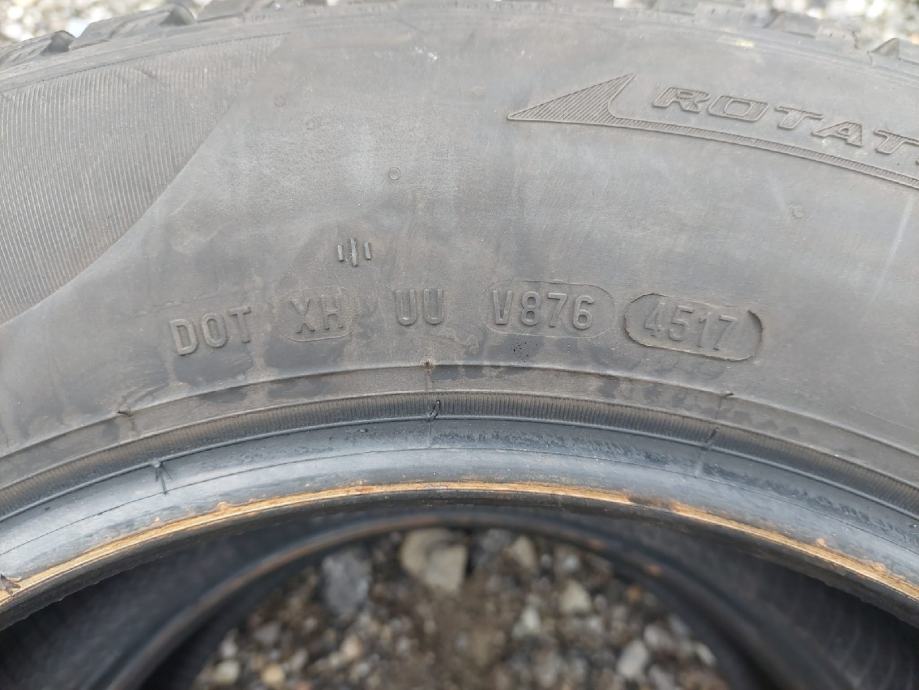 ROTAT
DOT XH UU V876 4517